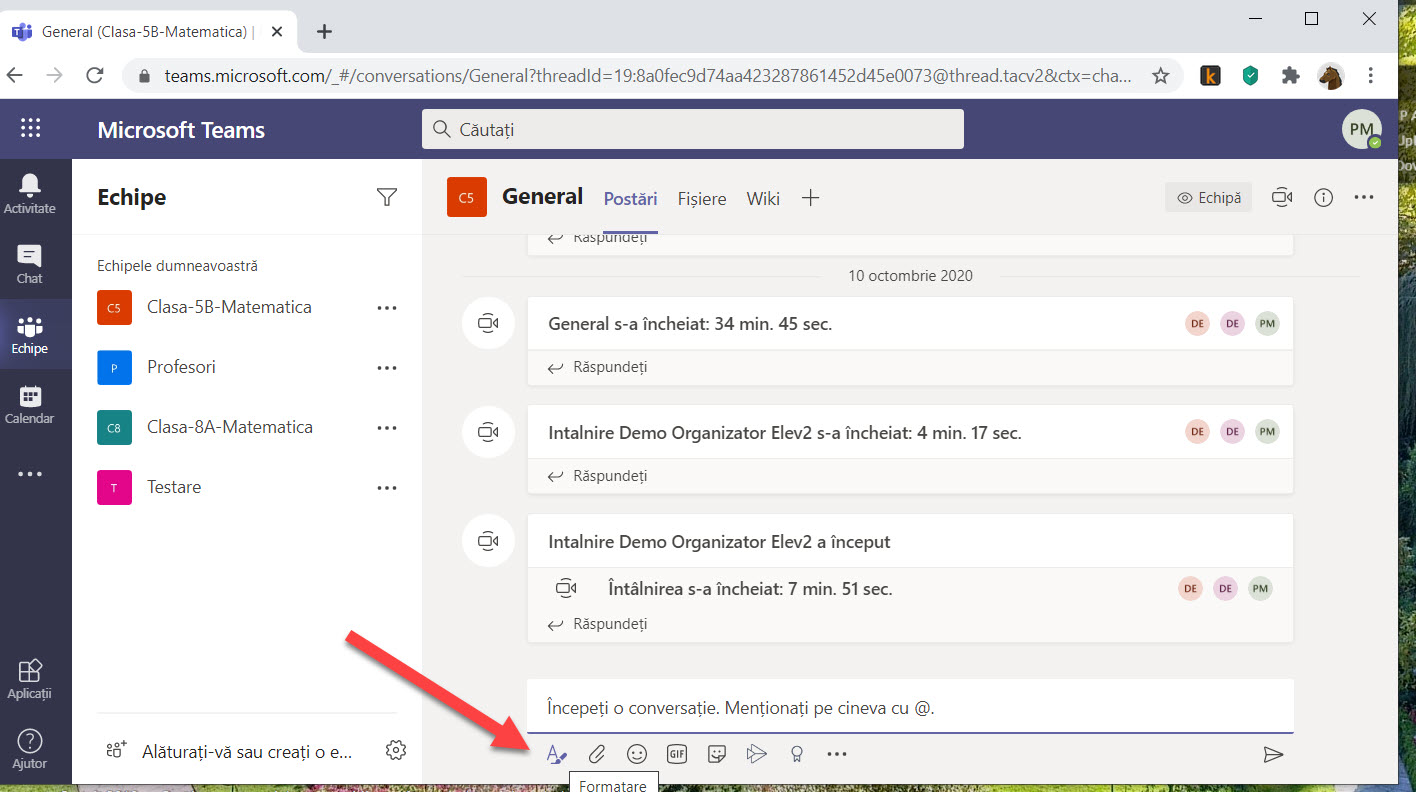 General (Clasa-5B-Matematica) |
teams.microsoft.com/_#/conversations/General?threadId=19:8a0fec9d74aa423287861452d45e0073@thread.tacv2&ctx=cha...
k
Microsoft Teams
Căutați
PM
Activitate
Chat
Echipe
Calendar
Aplicații
Ajutor
Echipe
Echipele dumneavoastră
C5 Clasa-5B-Matematica
P Profesori
C8 Clasa-8A-Matematica
T Testare
Alăturați-vă sau creați o e...
C5 General Postări Fișiere Wiki
Echipă
Răspundeți
10 octombrie 2020
General s-a încheiat: 34 min. 45 sec. DE DE PM
Răspundeți
Intalnire Demo Organizator Elev2 s-a încheiat: 4 min. 17 sec. DE DE PM
Răspundeți
Intalnire Demo Organizator Elev2 a început
Întâlnirea s-a încheiat: 7 min. 51 sec. DE DE PM
Răspundeți
Începeți o conversație. Menționați pe cineva cu @.
GIF
Formatare